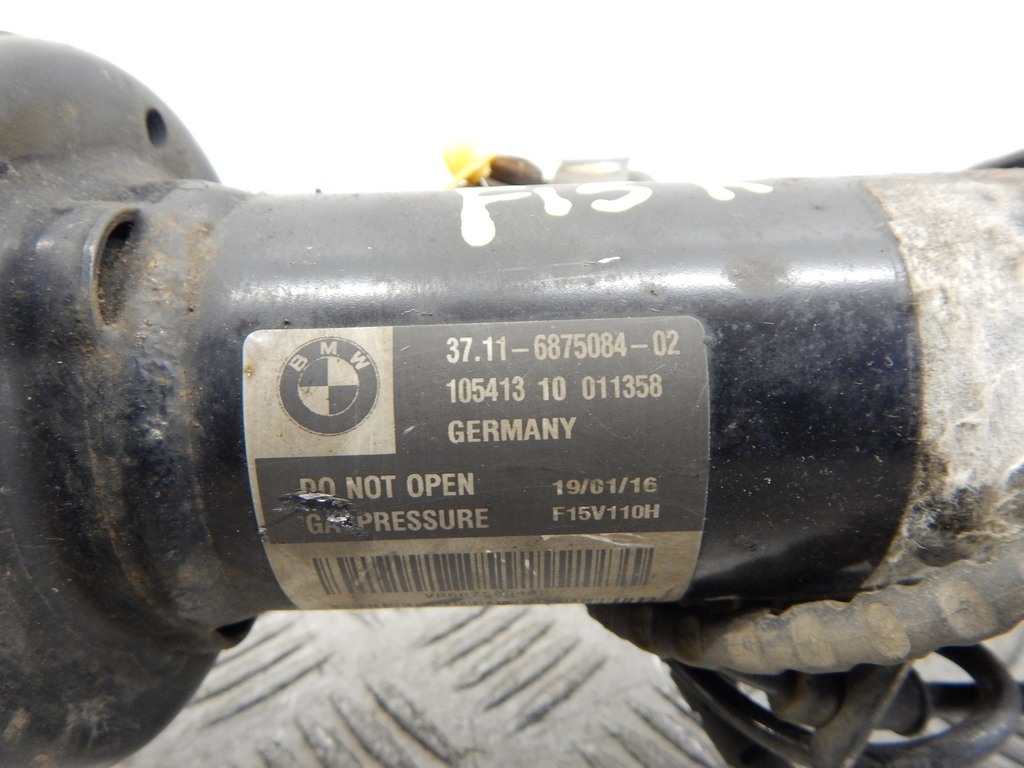 F15
BMW
37.11-6875084-02
105413 10 011358
GERMANY
DO NOT OPEN 19/01/16
PRESSURE F15V110H